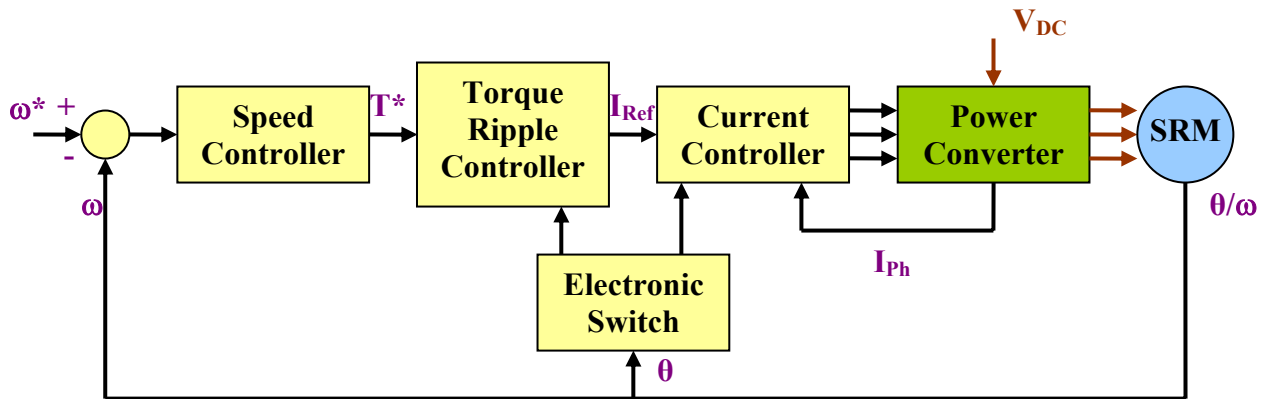 V_DC
ω* +
-
ω
Speed
Controller
T*
Torque
Ripple
Controller
I_Ref
Current
Controller
Power
Converter
SRM
θ/ω
I_Ph
Electronic
Switch
θ